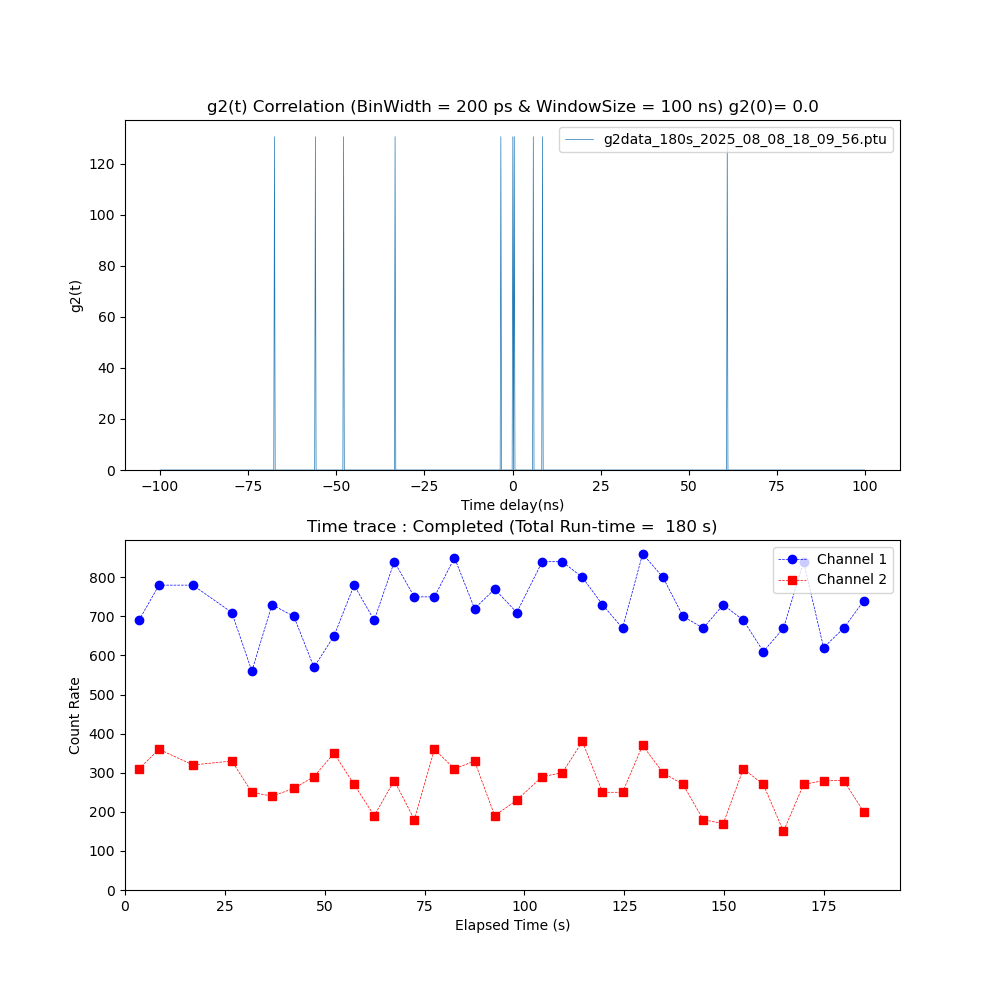 g2(t) Correlation (BinWidth = 200 ps & WindowSize = 100 ns) g2(0)= 0.0
g2data_180s_2025_08_08_18_09_56.ptu
120
100
80
60
40
20
0
g2(t)
−100 −75 −50 −25 0 25 50 75 100
Time delay(ns)
Time trace : Completed (Total Run-time =  180 s)
Channel 1
Channel 2
800
700
600
500
400
300
200
100
0
Count Rate
0 25 50 75 100 125 150 175
Elapsed Time (s)